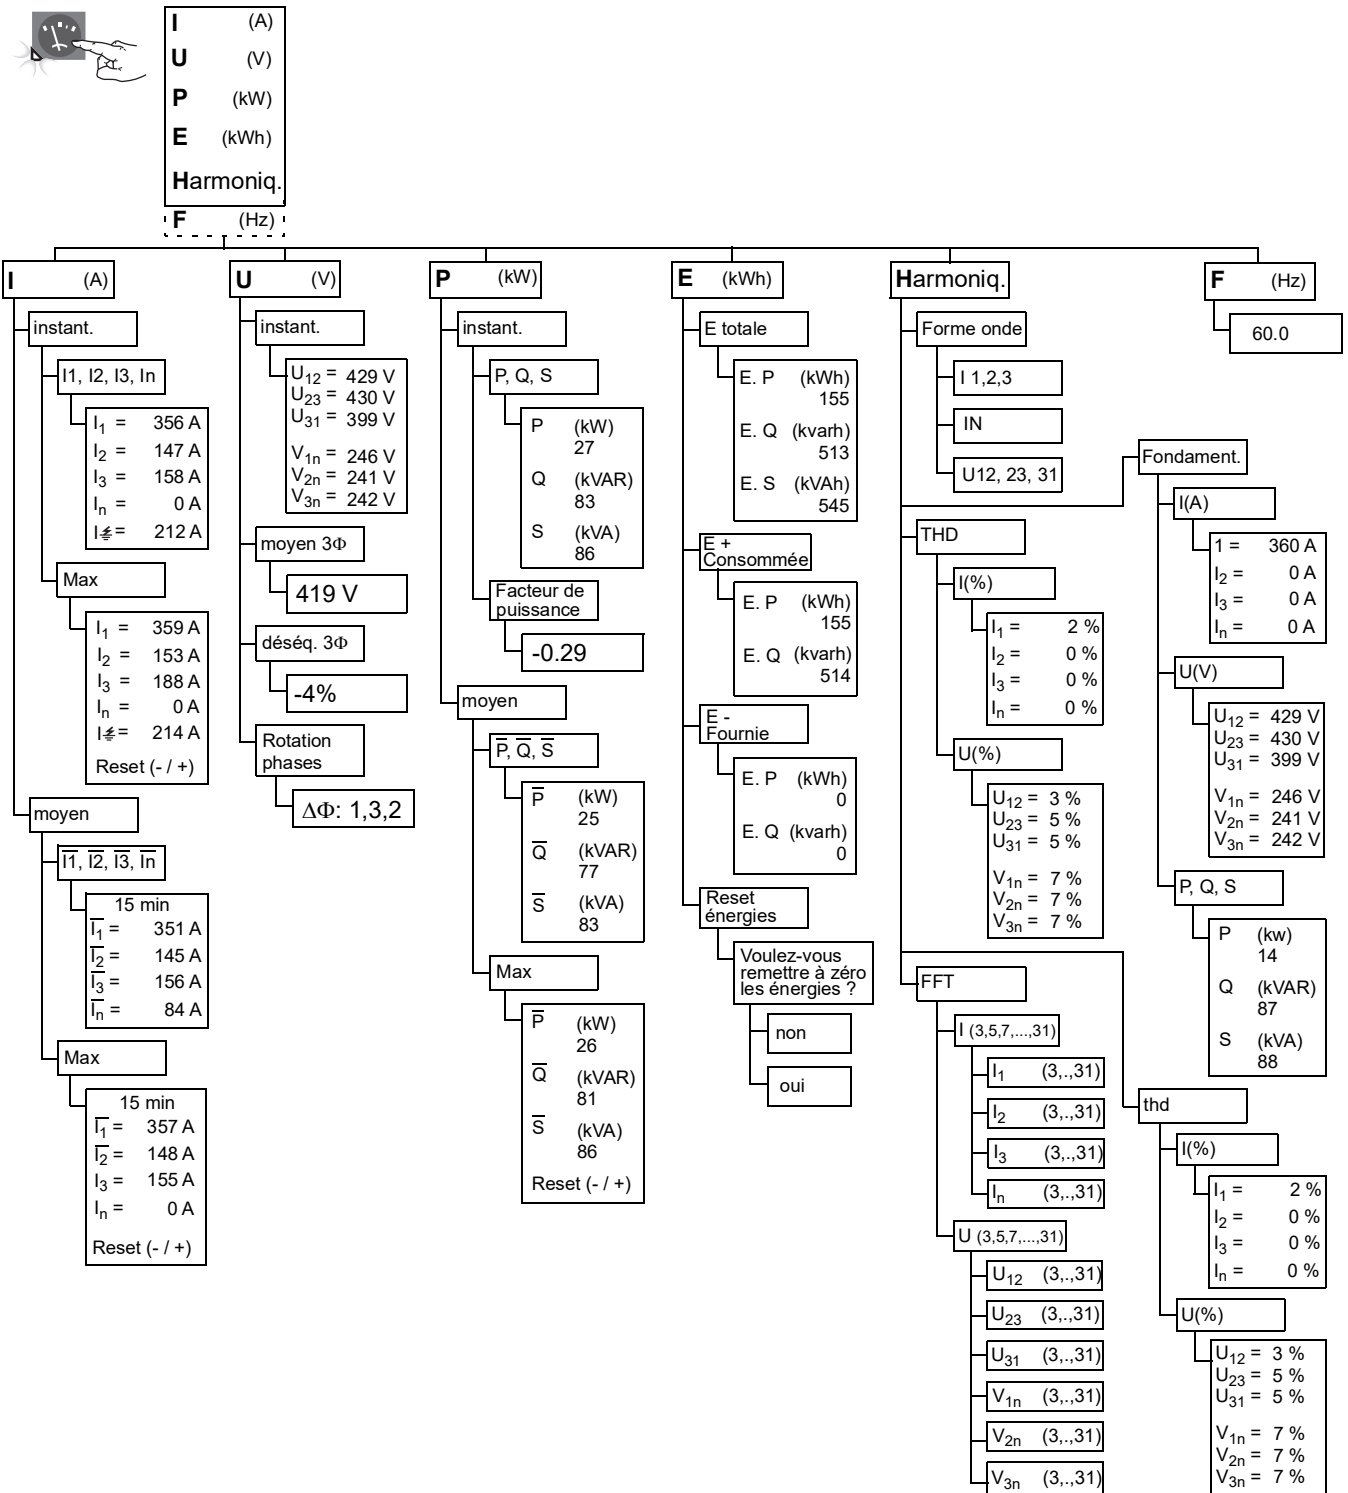 I (A)
U (V)
P (kW)
E (kWh)
Harmoniq.
F (Hz)
I (A)
instant.
I1, I2, I3, In
I1 = 356 A
I2 = 147 A
I3 = 158 A
In = 0 A
I⏚ = 212 A
Max
I1 = 359 A
I2 = 153 A
I3 = 188 A
In = 0 A
I⏚ = 214 A
Reset (- / +)
moyen
I̅1̅, I̅2̅, I̅3̅, I̅n̅
15 min
I̅1̅ = 351 A
I̅2̅ = 145 A
I̅3̅ = 156 A
I̅n̅ = 84 A
Max
15 min
I̅1̅ = 357 A
I̅2̅ = 148 A
I3 = 155 A
In = 0 A
Reset (- / +)
U (V)
instant.
U12 = 429 V
U23 = 430 V
U31 = 399 V
V1n = 246 V
V2n = 241 V
V3n = 242 V
moyen 3Φ
419 V
déséq. 3Φ
-4%
Rotation
phases
ΔΦ: 1,3,2
P (kW)
instant.
P, Q, S
P (kW)
27
Q (kVAR)
83
S (kVA)
86
Facteur de
puissance
-0.29
moyen
P̅, Q̅, S̅
P̅ (kW)
25
Q̅ (kVAR)
77
S̅ (kVA)
83
Max
P̅ (kW)
26
Q̅ (kVAR)
81
S̅ (kVA)
86
Reset (- / +)
E (kWh)
E totale
E. P (kWh)
155
E. Q (kvarh)
513
E. S (kVAh)
545
E +
Consommée
E. P (kWh)
155
E. Q (kvarh)
514
E -
Fournie
E. P (kWh)
0
E. Q (kvarh)
0
Reset
énergies
Voulez-vous
remettre à zéro
les énergies ?
non
oui
Harmoniq.
Forme onde
I 1,2,3
IN
U12, 23, 31
Fondament.
I(A)
1 = 360 A
I2 = 0 A
I3 = 0 A
In = 0 A
U(V)
U12 = 429 V
U23 = 430 V
U31 = 399 V
V1n = 246 V
V2n = 241 V
V3n = 242 V
P, Q, S
P (kw)
14
Q (kVAR)
87
S (kVA)
88
THD
I(%)
I1 = 2 %
I2 = 0 %
I3 = 0 %
In = 0 %
U(%)
U12 = 3 %
U23 = 5 %
U31 = 5 %
V1n = 7 %
V2n = 7 %
V3n = 7 %
thd
I(%)
I1 = 2 %
I2 = 0 %
I3 = 0 %
In = 0 %
U(%)
U12 = 3 %
U23 = 5 %
U31 = 5 %
V1n = 7 %
V2n = 7 %
V3n = 7 %
FFT
I (3,5,7,...,31)
I1 (3,.,31)
I2 (3,.,31)
I3 (3,.,31)
In (3,.,31)
U (3,5,7,...,31)
U12 (3,.,31)
U23 (3,.,31)
U31 (3,.,31)
V1n (3,.,31)
V2n (3,.,31)
V3n (3,.,31)
F (Hz)
60.0